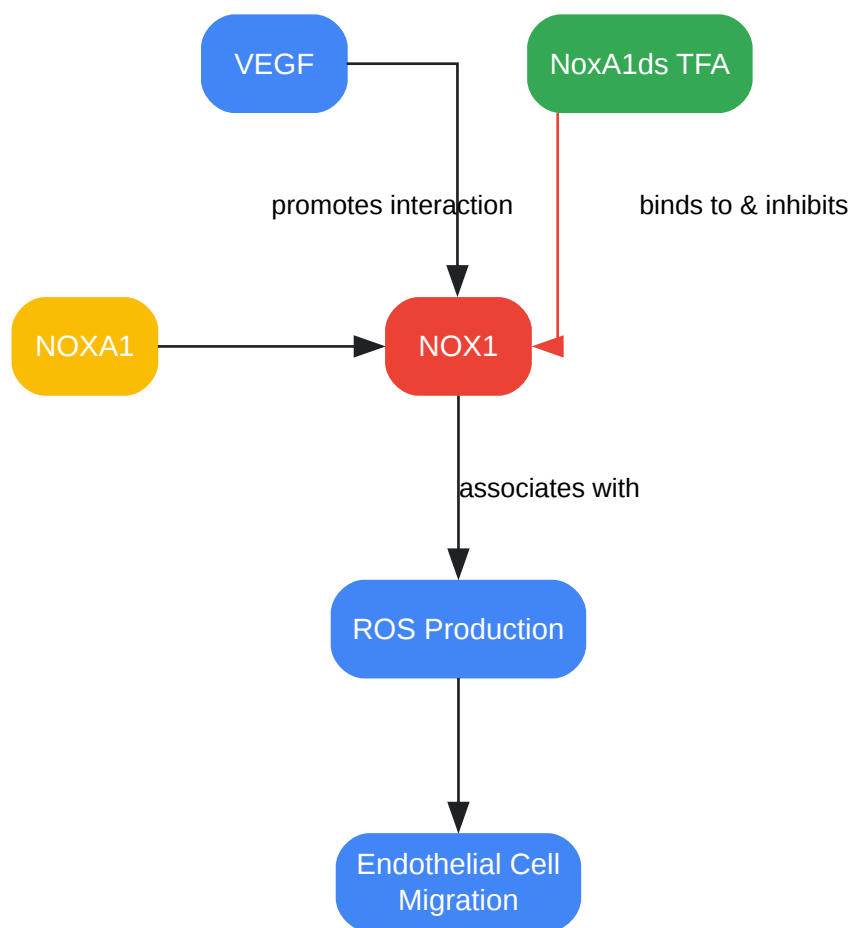 VEGF
NoxA1ds TFA
promotes interaction
binds to & inhibits
NOXA1
NOX1
associates with
ROS Production
Endothelial Cell
Migration